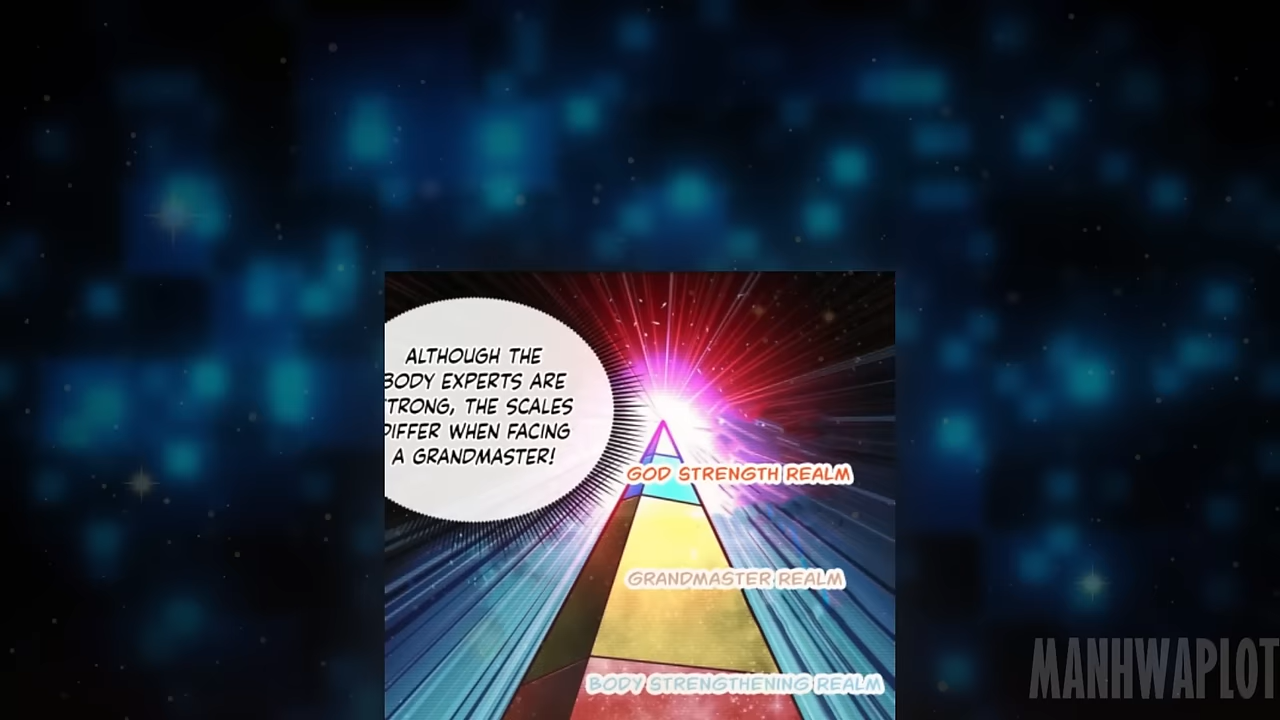 ALTHOUGH THE
BODY EXPERTS ARE
STRONG, THE SCALES
DIFFER WHEN FACING
A GRANDMASTER!
GOD STRENGTH REALM
GRANDMASTER REALM
BODY STRENGTHENING REALM
MANHWAPLOT